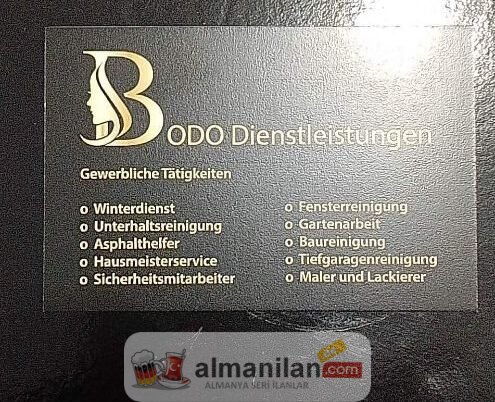 BODO Dienstleistungen
Gewerbliche Tätigkeiten
o Winterdienst
o Unterhaltsreinigung
o Asphalthelfer
o Hausmeisterservice
o Sicherheitsmitarbeiter
o Fensterreinigung
o Gartenarbeit
o Baureinigung
o Tiefgaragenreinigung
o Maler und Lackierer
almanilan.com
ALMANYA SERİ İLANLAR